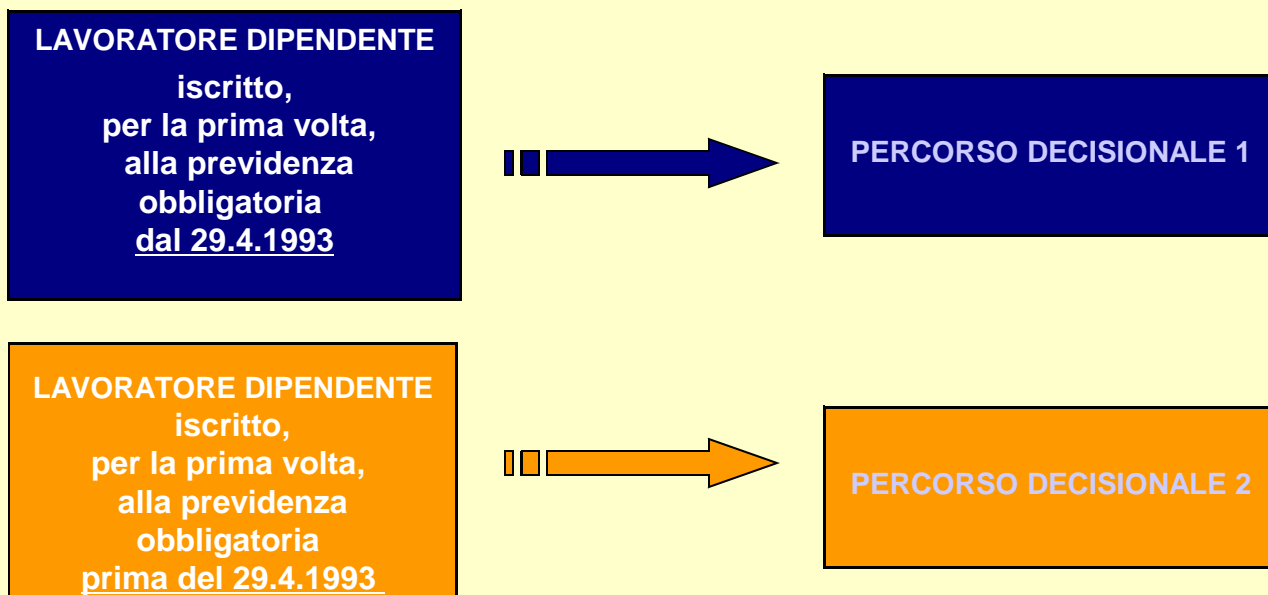 LAVORATORE DIPENDENTE
iscritto,
per la prima volta,
alla previdenza
obbligatoria
dal 29.4.1993
PERCORSO DECISIONALE 1
LAVORATORE DIPENDENTE
iscritto,
per la prima volta,
alla previdenza
obbligatoria
prima del 29.4.1993
PERCORSO DECISIONALE 2